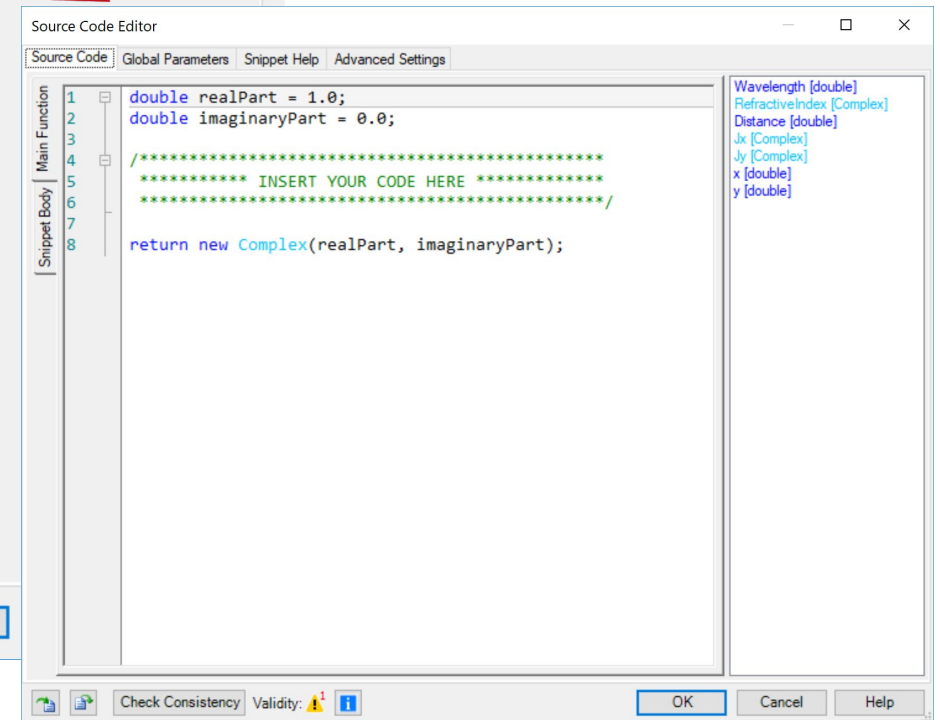 Source Code Editor
Source Code Global Parameters Snippet Help Advanced Settings
Main Function
Snippet Body
1 double realPart = 1.0;
2 double imaginaryPart = 0.0;
3
4 /***********************************************
5 *********** INSERT YOUR CODE HERE *************
6 ***********************************************/
7
8 return new Complex(realPart, imaginaryPart);
Wavelength [double]
RefractiveIndex [Complex]
Distance [double]
Jx [Complex]
Jy [Complex]
x [double]
y [double]
Check Consistency Validity: 1 OK Cancel Help